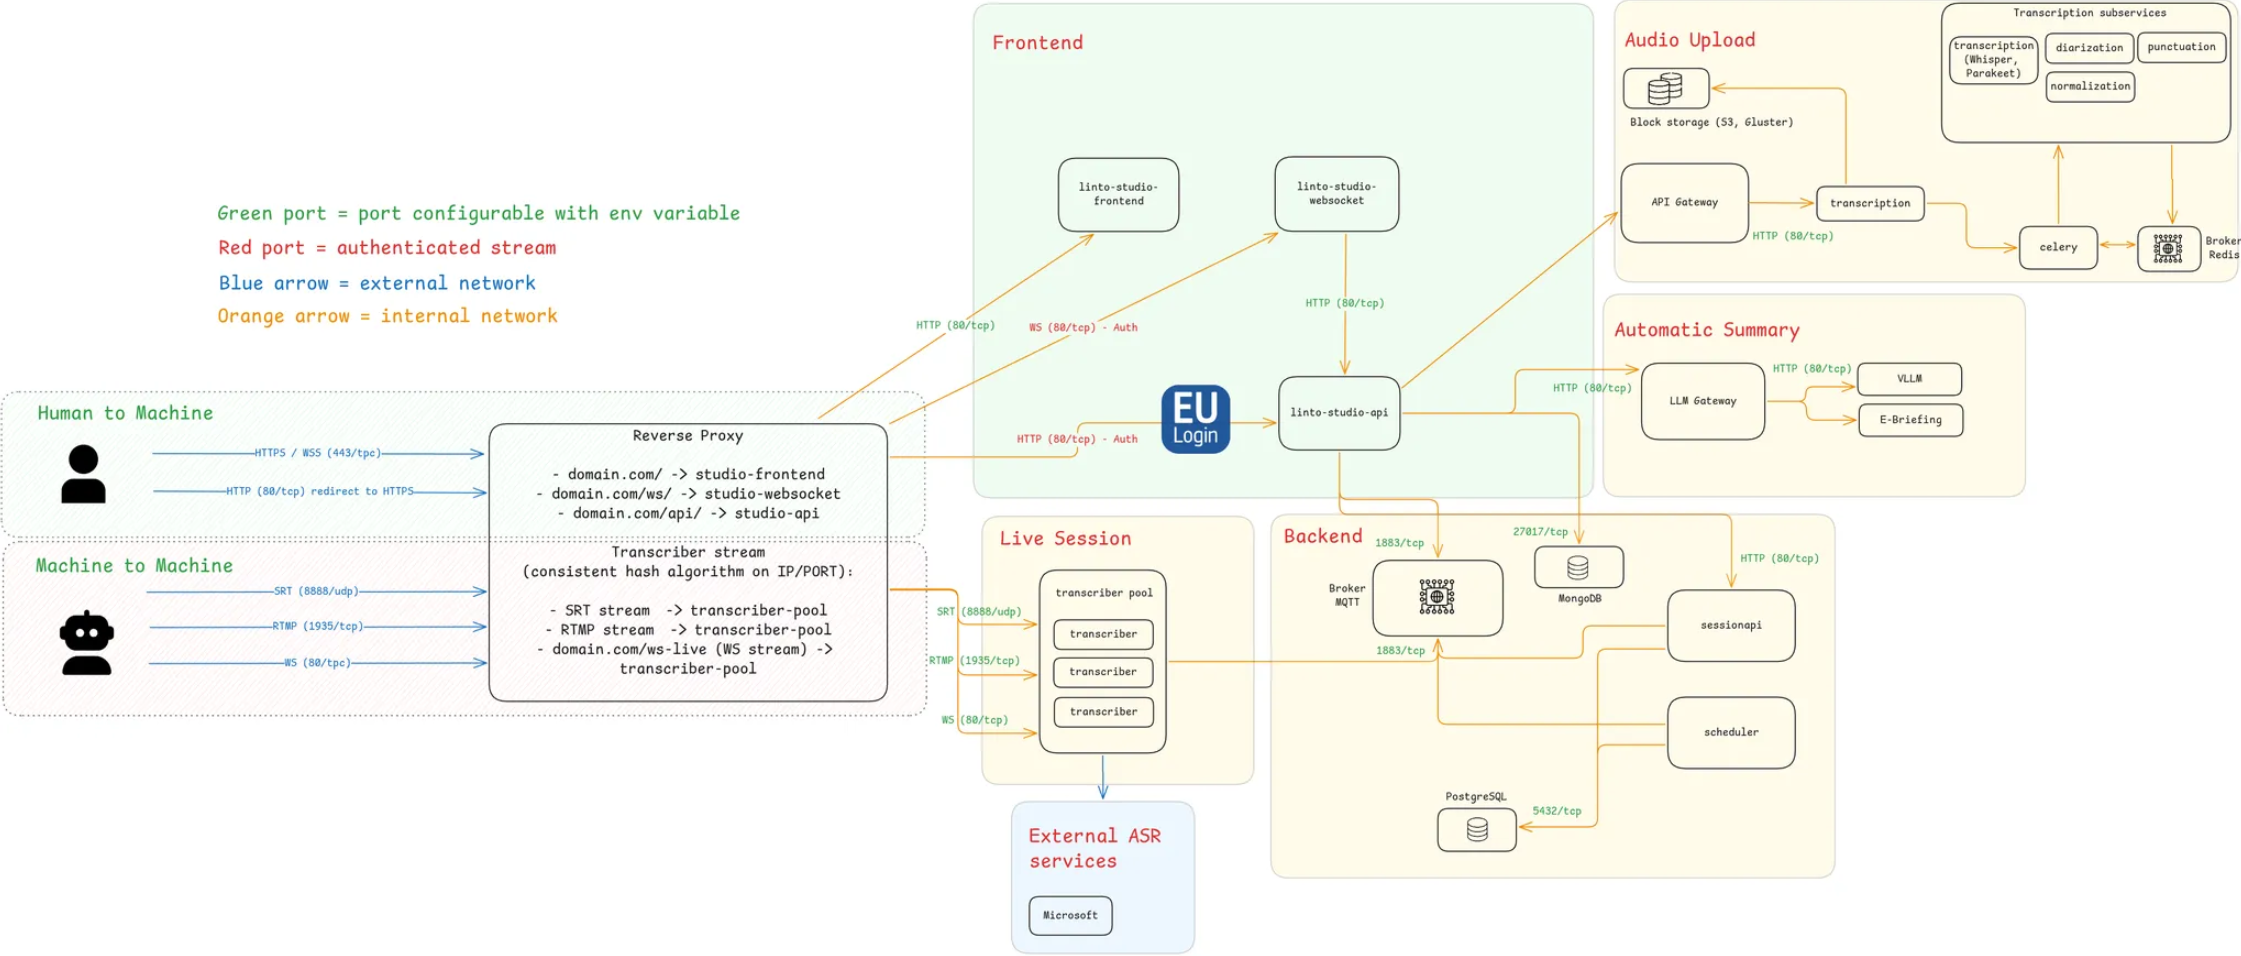 Green port = port configurable with env variable
Red port = authenticated stream
Blue arrow = external network
Orange arrow = internal network
Human to Machine
HTTPS / WSS (443/tpc)
HTTP (80/tcp) redirect to HTTPS
Machine to Machine
SRT (8888/udp)
RTMP (1935/tcp)
WS (80/tpc)
Reverse Proxy
- domain.com/ -> studio-frontend
- domain.com/ws/ -> studio-websocket
- domain.com/api/ -> studio-api
Transcriber stream
(consistent hash algorithm on IP/PORT):
- SRT stream -> transcriber-pool
- RTMP stream -> transcriber-pool
- domain.com/ws-live (WS stream) ->
transcriber-pool
Frontend
linto-studio-
frontend
linto-studio-
websocket
HTTP (80/tcp)
WS (80/tcp) - Auth
HTTP (80/tcp)
HTTP (80/tcp) - Auth
EU
Login
linto-studio-api
HTTP (80/tcp)
Audio Upload
Block storage (S3, Gluster)
API Gateway
HTTP (80/tcp)
transcription
Transcription subservices
transcription
(Whisper,
Parakeet)
diarization
punctuation
normalization
celery
Broker
Redis
Automatic Summary
LLM Gateway
HTTP (80/tcp)
VLLM
E-Briefing
Live Session
transcriber pool
transcriber
transcriber
transcriber
SRT (8888/udp)
RTMP (1935/tcp)
WS (80/tcp)
External ASR
services
Microsoft
Backend
1883/tcp
27017/tcp
HTTP (80/tcp)
Broker
MQTT
MongoDB
sessionapi
1883/tcp
scheduler
PostgreSQL
5432/tcp